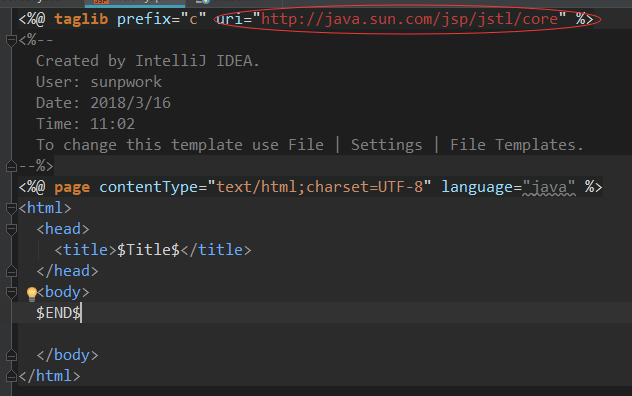 <%@ taglib prefix="c" uri="http://java.sun.com/jsp/jstl/core" %>
<%--
  Created by IntelliJ IDEA.
  User: sunpwork
  Date: 2018/3/16
  Time: 11:02
  To change this template use File | Settings | File Templates.
--%>
<%@ page contentType="text/html;charset=UTF-8" language="java" %>
<html>
  <head>
    <title>$Title$</title>
  </head>
  <body>
  $END$
  </body>
</html>